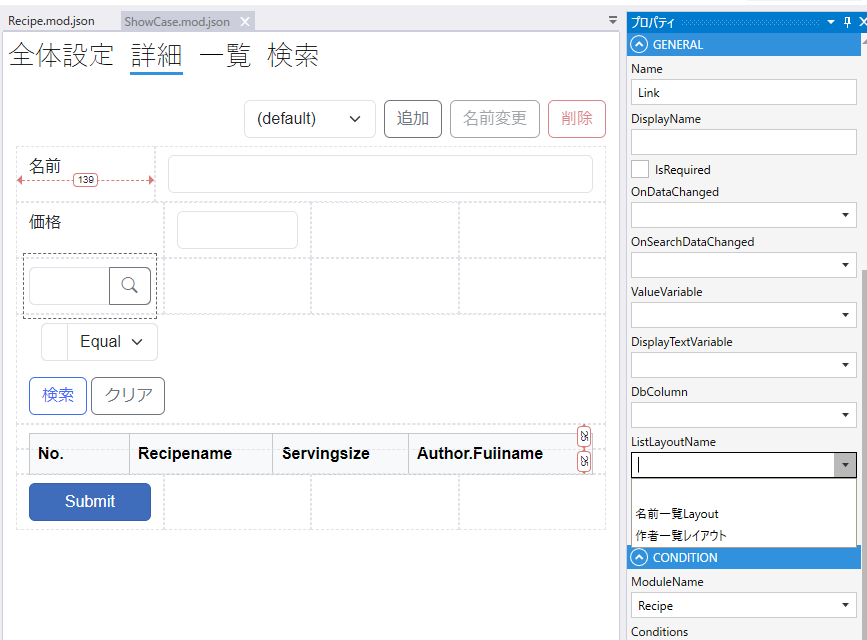 Recipe.mod.json
ShowCase.mod.json
全体設定 詳細 一覧 検索
(default)
追加
名前変更
削除
名前
139
価格
Equal
検索
クリア
No.
Recipename
Servingsize
Author.Fuiiname
25
25
Submit
プロパティ
GENERAL
Name
Link
DisplayName
IsRequired
OnDataChanged
OnSearchDataChanged
ValueVariable
DisplayTextVariable
DbColumn
ListLayoutName
名前一覧Layout
作者一覧レイアウト
CONDITION
ModuleName
Recipe
Conditions